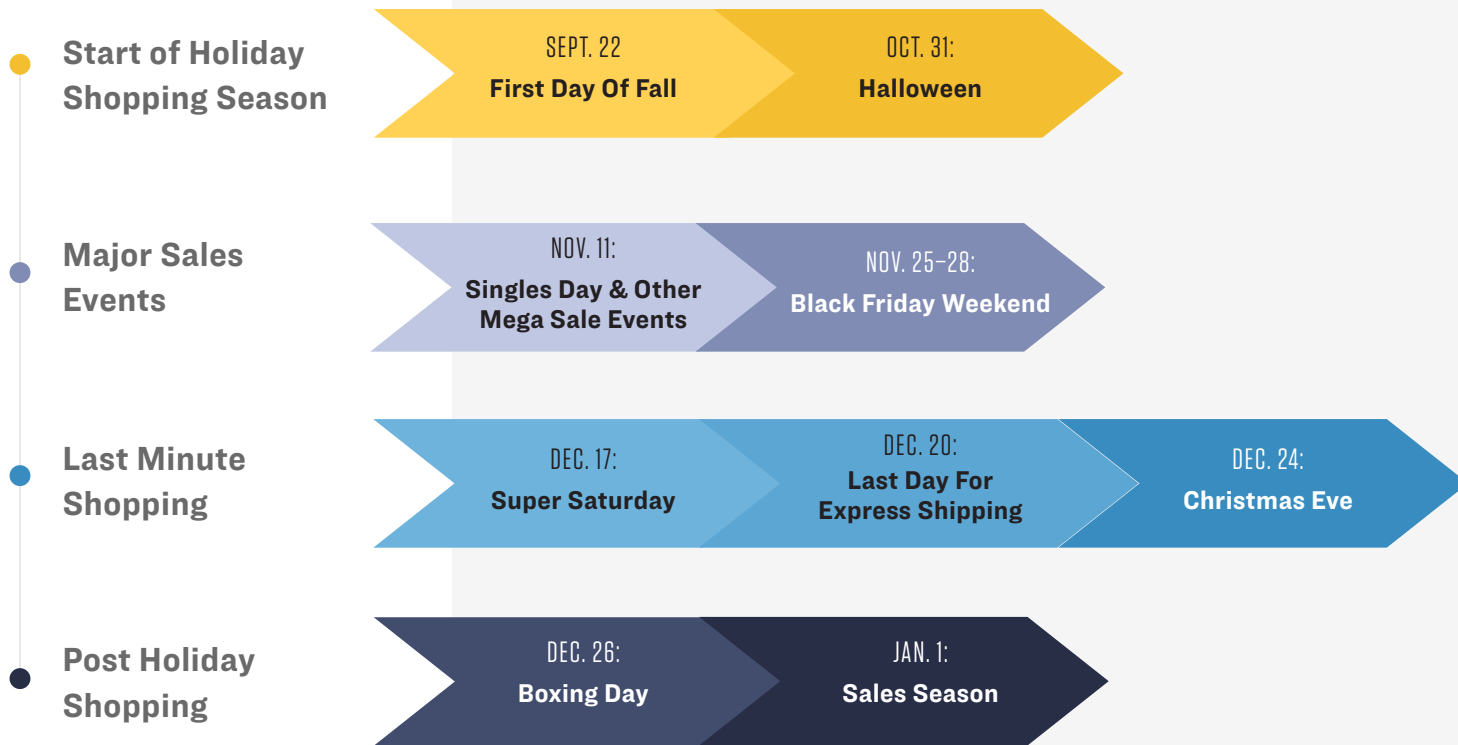 Start of Holiday
Shopping Season
SEPT. 22
First Day Of Fall
OCT. 31:
Halloween
Major Sales
Events
NOV. 11:
Singles Day & Other
Mega Sale Events
NOV. 25–28:
Black Friday Weekend
Last Minute
Shopping
DEC. 17:
Super Saturday
DEC. 20:
Last Day For
Express Shipping
DEC. 24:
Christmas Eve
Post Holiday
Shopping
DEC. 26:
Boxing Day
JAN. 1:
Sales Season